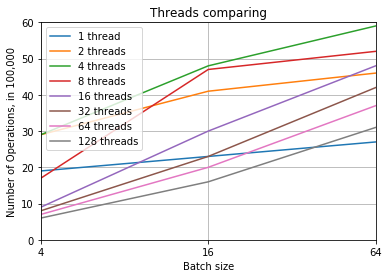 Threads comparing
Number of Operations, in 100,000
60
50
40
30
20
10
0
1 thread
2 threads
4 threads
8 threads
16 threads
32 threads
64 threads
128 threads
4
16
64
Batch size